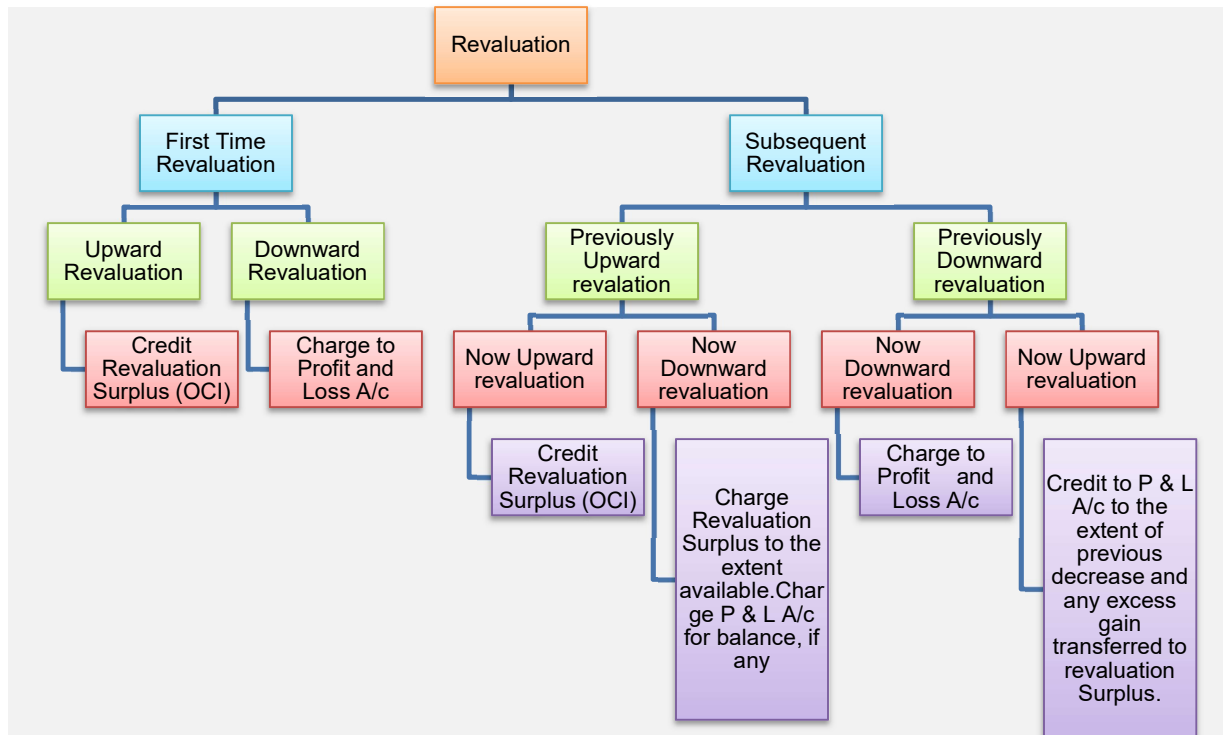 Revaluation
First Time
Revaluation
Subsequent
Revaluation
Upward
Revaluation
Downward
Revaluation
Previously
Upward
revalation
Previously
Downward
revaluation
Credit
Revaluation
Surplus (OCI)
Charge to
Profit and
Loss A/c
Now Upward
revaluation
Now
Downward
revaluation
Now
Downward
revaluation
Now Upward
revaluation
Credit
Revaluation
Surplus (OCI)
Charge
Revaluation
Surplus to the
extent
available.Char
ge P & L A/c
for balance, if
any
Charge to
Profit and
Loss A/c
Credit to P & L
A/c to the
extent of
previous
decrease and
any excess
gain
transferred to
revaluation
Surplus.